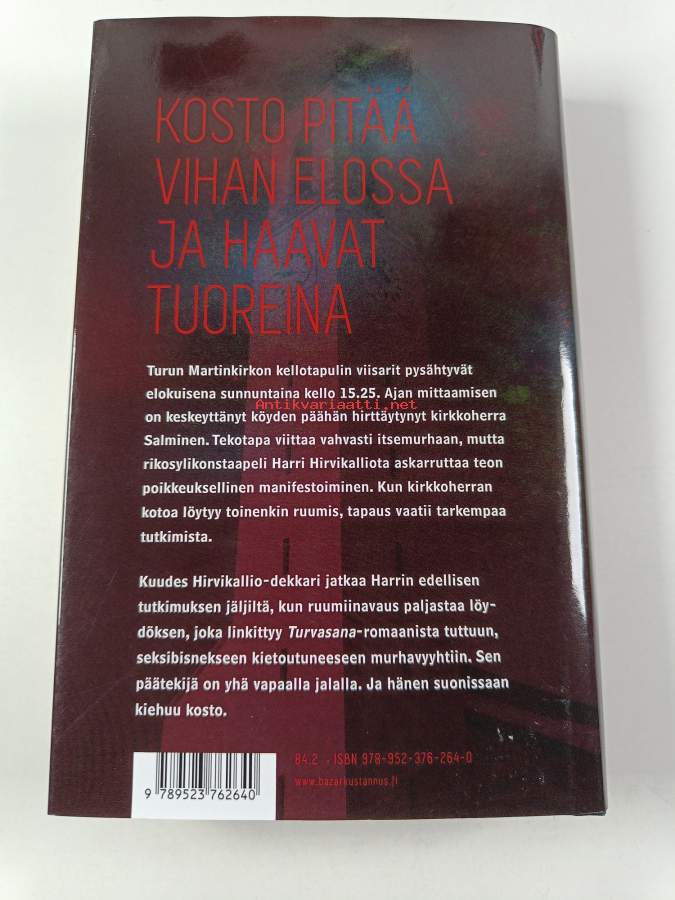 KOSTO PITÄÄ
VIHAN ELOSSA
JA HAAVAT
TUOREINA
Turun Martinkirkon kellotapulin viisarit pysähtyvät
elokuisena sunnuntaina kello 15.25. Ajan mittaamisen
Antikvariaatti.net
on keskeyttänyt köyden päähän hirttäytynyt kirkkoherra
Salminen. Tekotapa viittaa vahvasti itsemurhaan, mutta
rikosylikonstaapeli Harri Hirvikalliota askarruttaa teon
poikkeuksellinen manifestoiminen. Kun kirkkoherran
kotoa löytyy toinenkin ruumis, tapaus vaatii tarkempaa
tutkimista.
Kuudes Hirvikallio-dekkari jatkaa Harrin edellisen
tutkimuksen jäljiltä, kun ruumiinavaus paljastaa löy-
döksen, joka linkittyy Turvasana-romaanista tuttuun,
seksibisnekseen kietoutuneeseen murhavyyhtiin. Sen
päätekijä on yhä vapaalla jalalla. Ja hänen suonissaan
kiehuu kosto.
84.2 . ISBN 978-952-376-264-0
www.bazarkustannus.fi
9 789523 762640